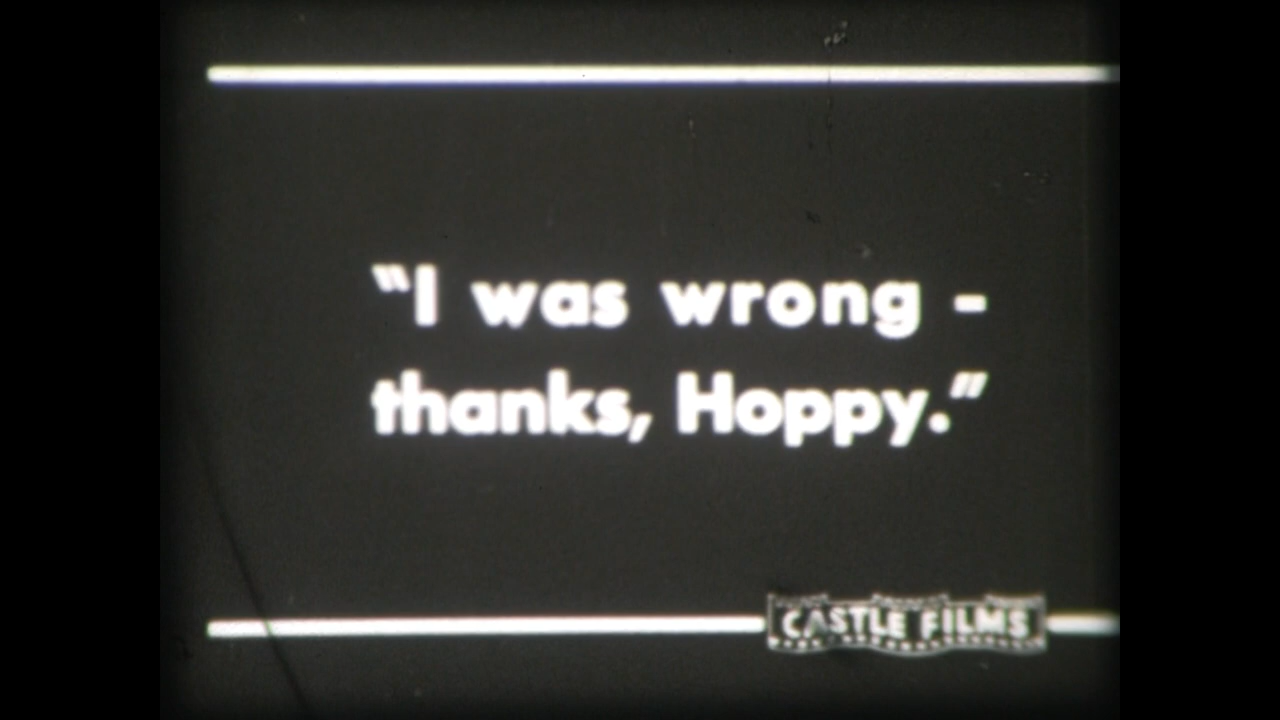 “I was wrong -
thanks, Hoppy.”
CASTLE FILMS